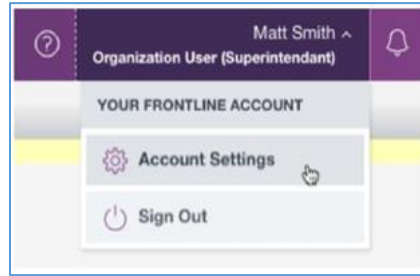 Matt Smith
Organization User (Superintendant)
YOUR FRONTLINE ACCOUNT
Account Settings
Sign Out